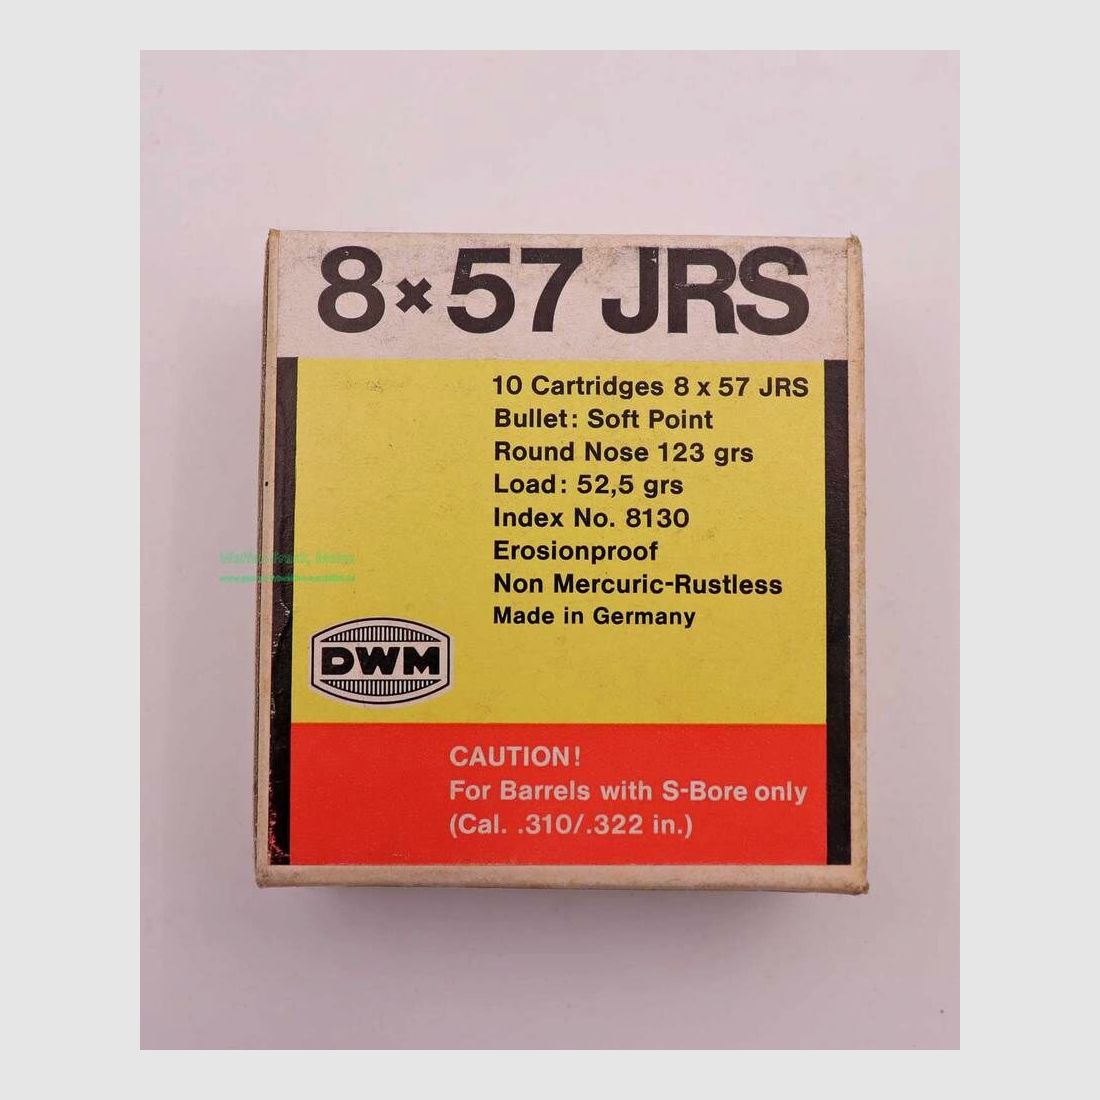 8×57 JRS
10 Cartridges 8 x 57 JRS
Bullet: Soft Point
Round Nose 123 grs
Load: 52,5 grs
Index No. 8130
Erosionproof
Non Mercuric-Rustless
Made in Germany
DWM
CAUTION!
For Barrels with S-Bore only
(Cal. .310/.322 in.)